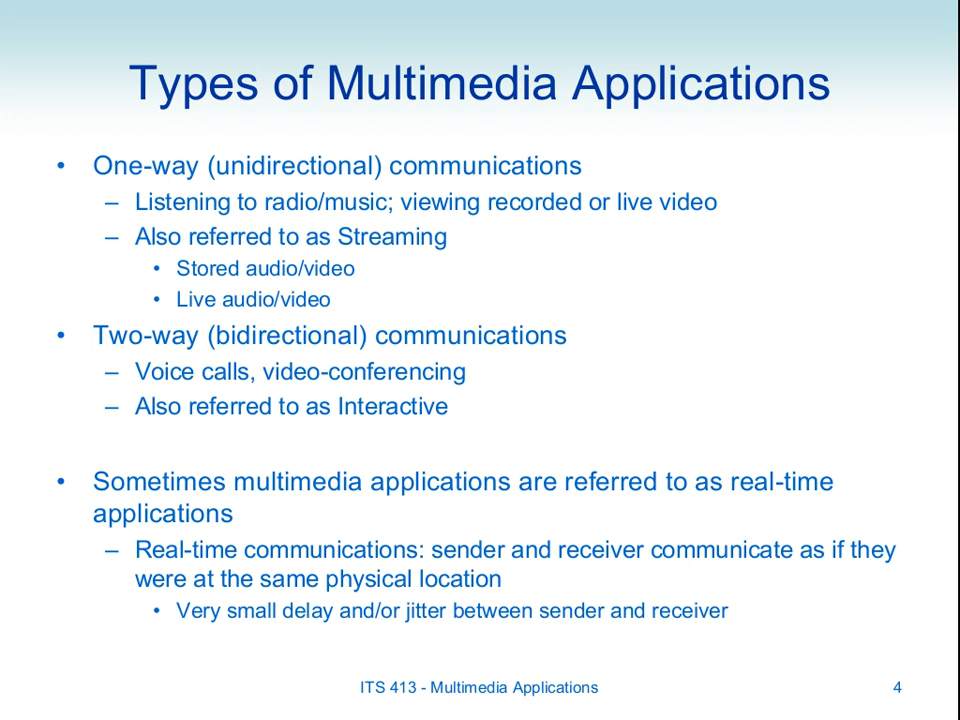 Types of Multimedia Applications
• One-way (unidirectional) communications
– Listening to radio/music; viewing recorded or live video
– Also referred to as Streaming
• Stored audio/video
• Live audio/video
• Two-way (bidirectional) communications
– Voice calls, video-conferencing
– Also referred to as Interactive
• Sometimes multimedia applications are referred to as real-time
applications
– Real-time communications: sender and receiver communicate as if they
were at the same physical location
• Very small delay and/or jitter between sender and receiver
ITS 413 - Multimedia Applications
4